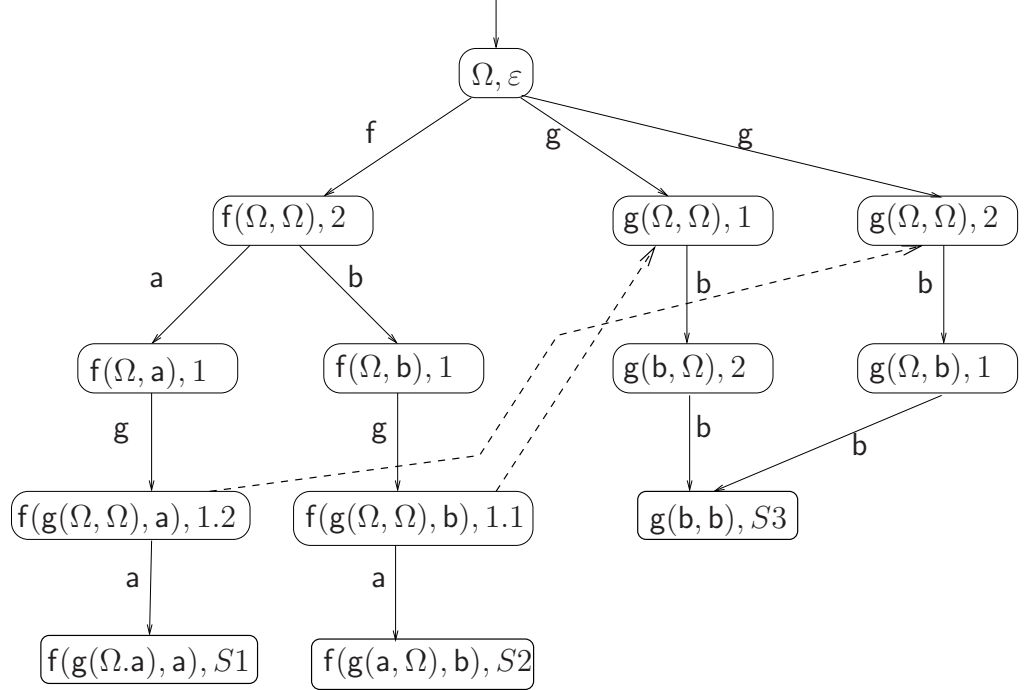 Ω, ε
f g g
f(Ω, Ω), 2 g(Ω, Ω), 1 g(Ω, Ω), 2
a b b b
f(Ω, a), 1 f(Ω, b), 1 g(b, Ω), 2 g(Ω, b), 1
g g b b
f(g(Ω, Ω), a), 1.2 f(g(Ω, Ω), b), 1.1 g(b, b), S3
a a
f(g(Ω.a), a), S1 f(g(a, Ω), b), S2